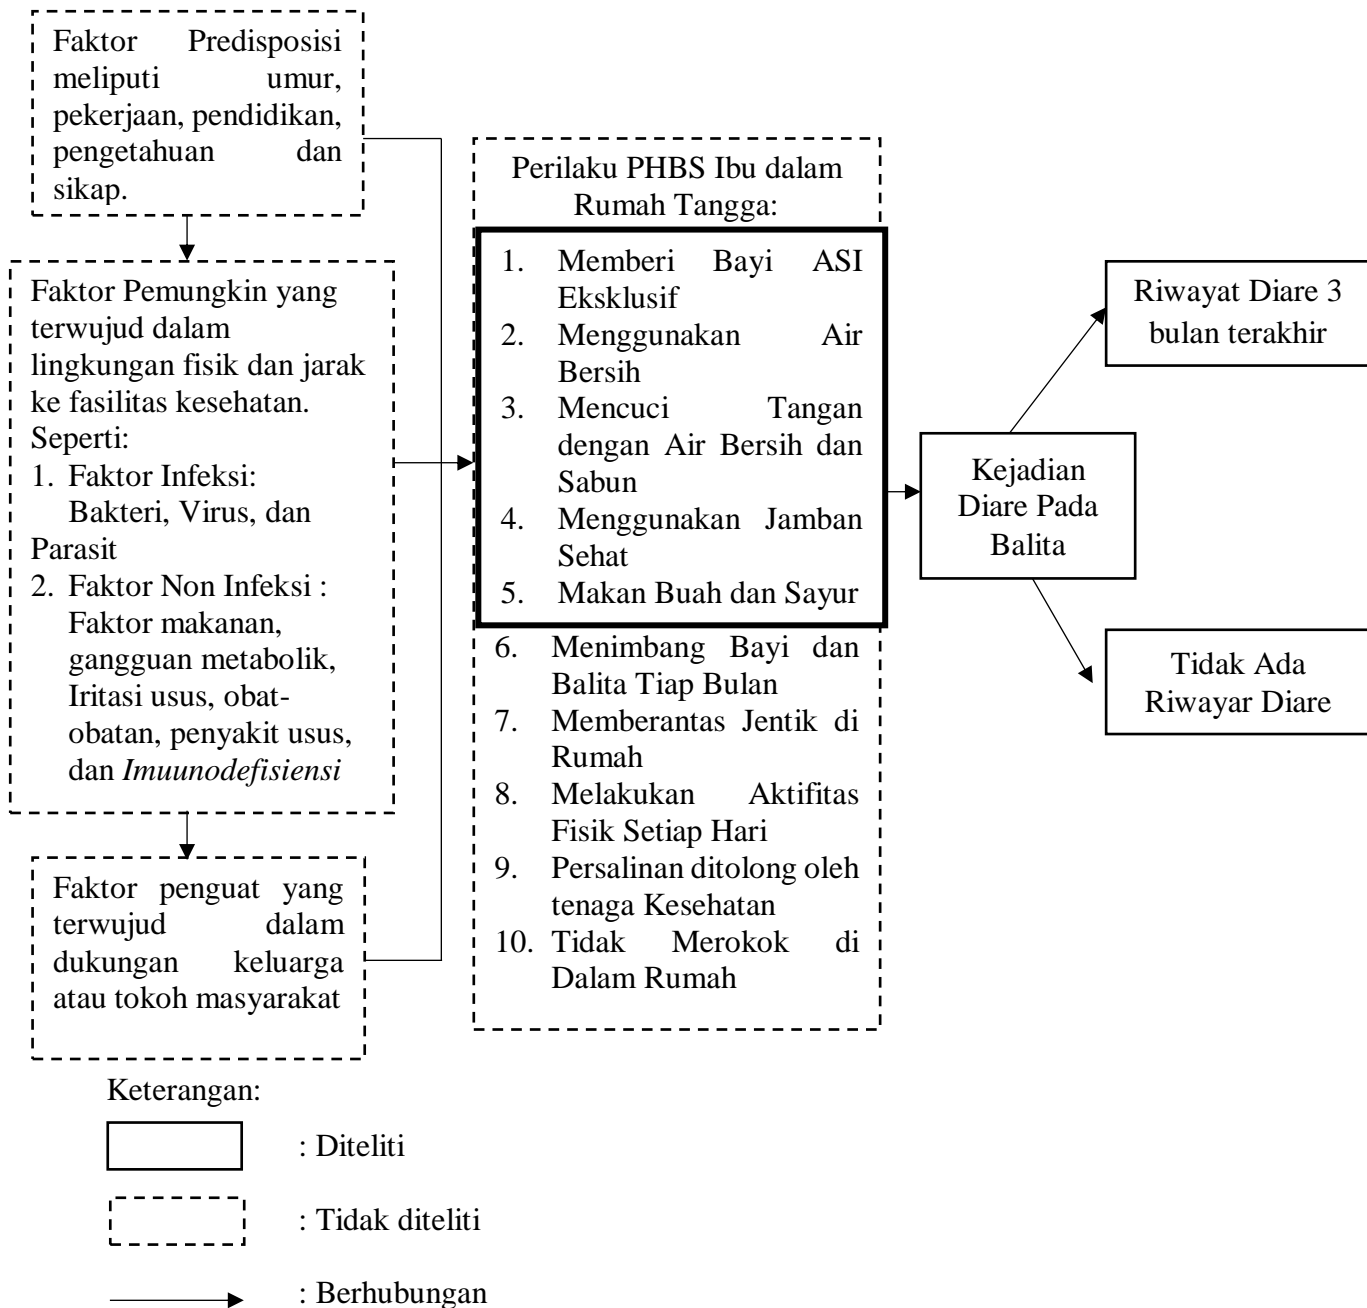 Faktor Predisposisi
meliputi umur,
pekerjaan, pendidikan,
pengetahuan dan
sikap.
Faktor Pemungkin yang
terwujud dalam
lingkungan fisik dan jarak
ke fasilitas kesehatan.
Seperti:
1. Faktor Infeksi:
Bakteri, Virus, dan
Parasit
2. Faktor Non Infeksi :
Faktor makanan,
gangguan metabolik,
Iritasi usus, obat-
obatan, penyakit usus,
dan Imuunodefisiensi
Faktor penguat yang
terwujud dalam
dukungan keluarga
atau tokoh masyarakat
Perilaku PHBS Ibu dalam
Rumah Tangga:
1. Memberi Bayi ASI
Eksklusif
2. Menggunakan Air
Bersih
3. Mencuci Tangan
dengan Air Bersih dan
Sabun
4. Menggunakan Jamban
Sehat
5. Makan Buah dan Sayur
6. Menimbang Bayi dan
Balita Tiap Bulan
7. Memberantas Jentik di
Rumah
8. Melakukan Aktifitas
Fisik Setiap Hari
9. Persalinan ditolong oleh
tenaga Kesehatan
10. Tidak Merokok di
Dalam Rumah
Kejadian
Diare Pada
Balita
Riwayat Diare 3
bulan terakhir
Tidak Ada
Riwayar Diare
Keterangan:
: Diteliti
: Tidak diteliti
: Berhubungan